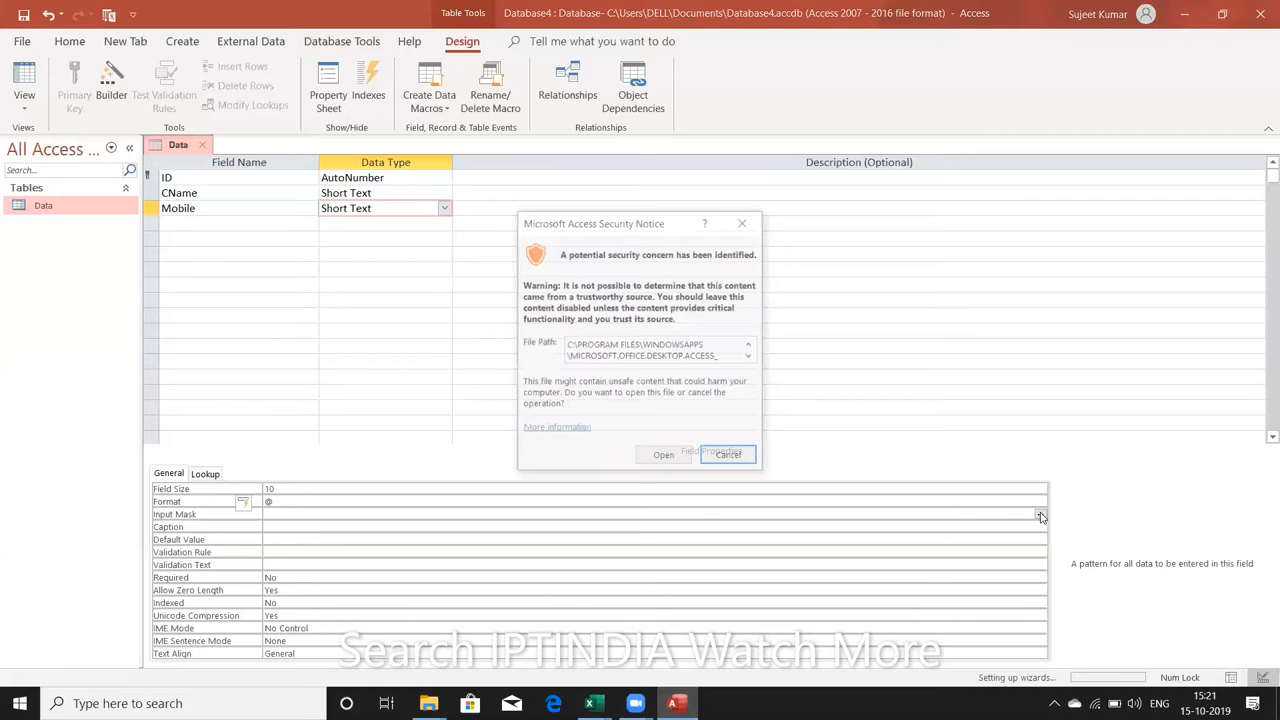 Table Tools
Database4 : Database- C:\Users\DELL\Documents\Database4.accdb (Access 2007 - 2016 file format) - Access
Sujeet Kumar
File
Home
New Tab
Create
External Data
Database Tools
Help
Design
Tell me what you want to do
View
Primary
Key
Builder
Test Validation
Rules
Insert Rows
Delete Rows
Modify Lookups
Property
Sheet
Indexes
Create Data
Macros
Rename/
Delete Macro
Relationships
Object
Dependencies
Views
Tools
Show/Hide
Field, Record & Table Events
Relationships
All Access ...
Search...
Tables
Data
Data
Field Name
Data Type
Description (Optional)
ID
AutoNumber
CName
Short Text
Mobile
Short Text
Microsoft Access Security Notice
?
A potential security concern has been identified.
Warning: It is not possible to determine that this content
came from a trustworthy source. You should leave this
content disabled unless the content provides critical
functionality and you trust its source.
File Path:
C:\PROGRAM FILES\WINDOWSAPPS
\MICROSOFT.OFFICE.DESKTOP.ACCESS_
This file might contain unsafe content that could harm your
computer. Do you want to open this file or cancel the
operation?
More information
Open
Cancel
Field Properties
General
Lookup
Field Size
10
Format
@
Input Mask
Caption
Default Value
Validation Rule
Validation Text
Required
No
Allow Zero Length
Yes
Indexed
No
Unicode Compression
Yes
IME Mode
No Control
IME Sentence Mode
None
Text Align
General
A pattern for all data to be entered in this field
Search IPTINDIA Watch More
Setting up wizards...
Num Lock
Type here to search
ENG
15:21
15-10-2019